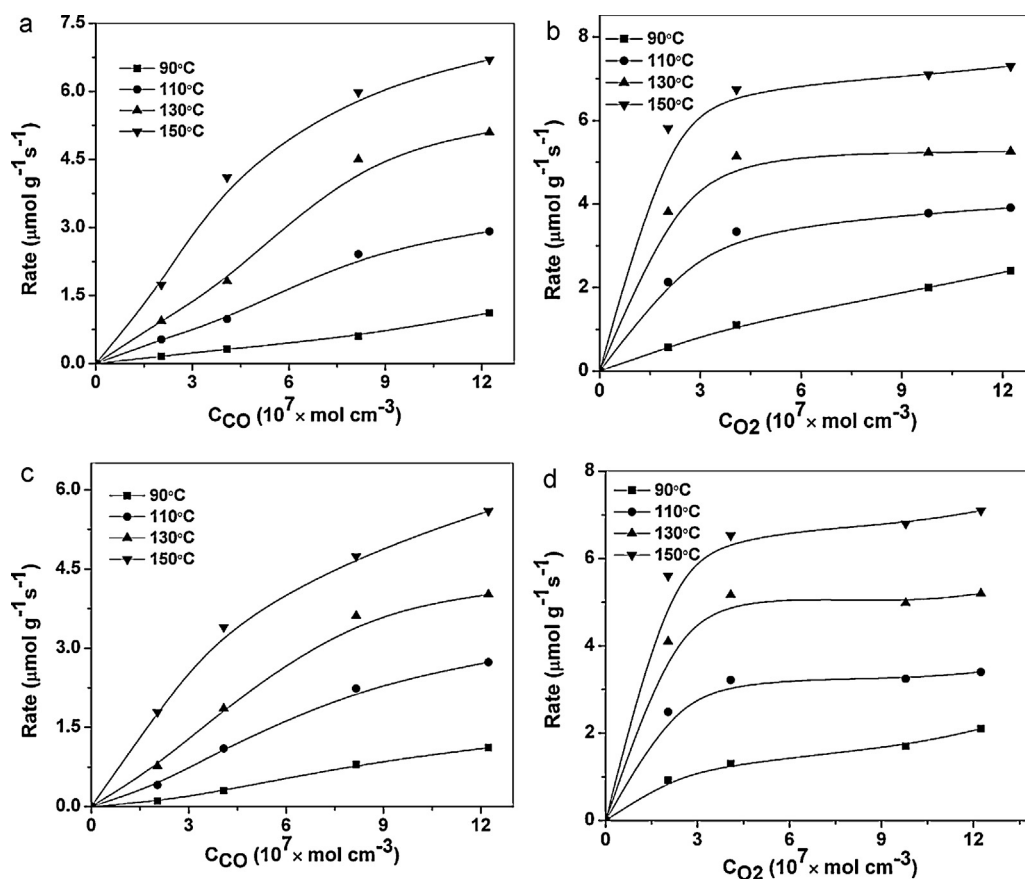 a
7.5
6.0
4.5
3.0
1.5
0.0
Rate (μmol g⁻¹s⁻¹)
90°C
110°C
130°C
150°C
0 3 6 9 12
C_CO (10⁷ × mol cm⁻³)
b
8
6
4
2
0
Rate (μmol g⁻¹s⁻¹)
90°C
110°C
130°C
150°C
0 3 6 9 12
C_O2 (10⁷ × mol cm⁻³)
c
6.0
4.5
3.0
1.5
0.0
Rate (μmol g⁻¹s⁻¹)
90°C
110°C
130°C
150°C
0 3 6 9 12
C_CO (10⁷ × mol cm⁻³)
d
8
6
4
2
0
Rate (μmol g⁻¹s⁻¹)
90°C
110°C
130°C
150°C
0 3 6 9 12
C_O2 (10⁷ × mol cm⁻³)